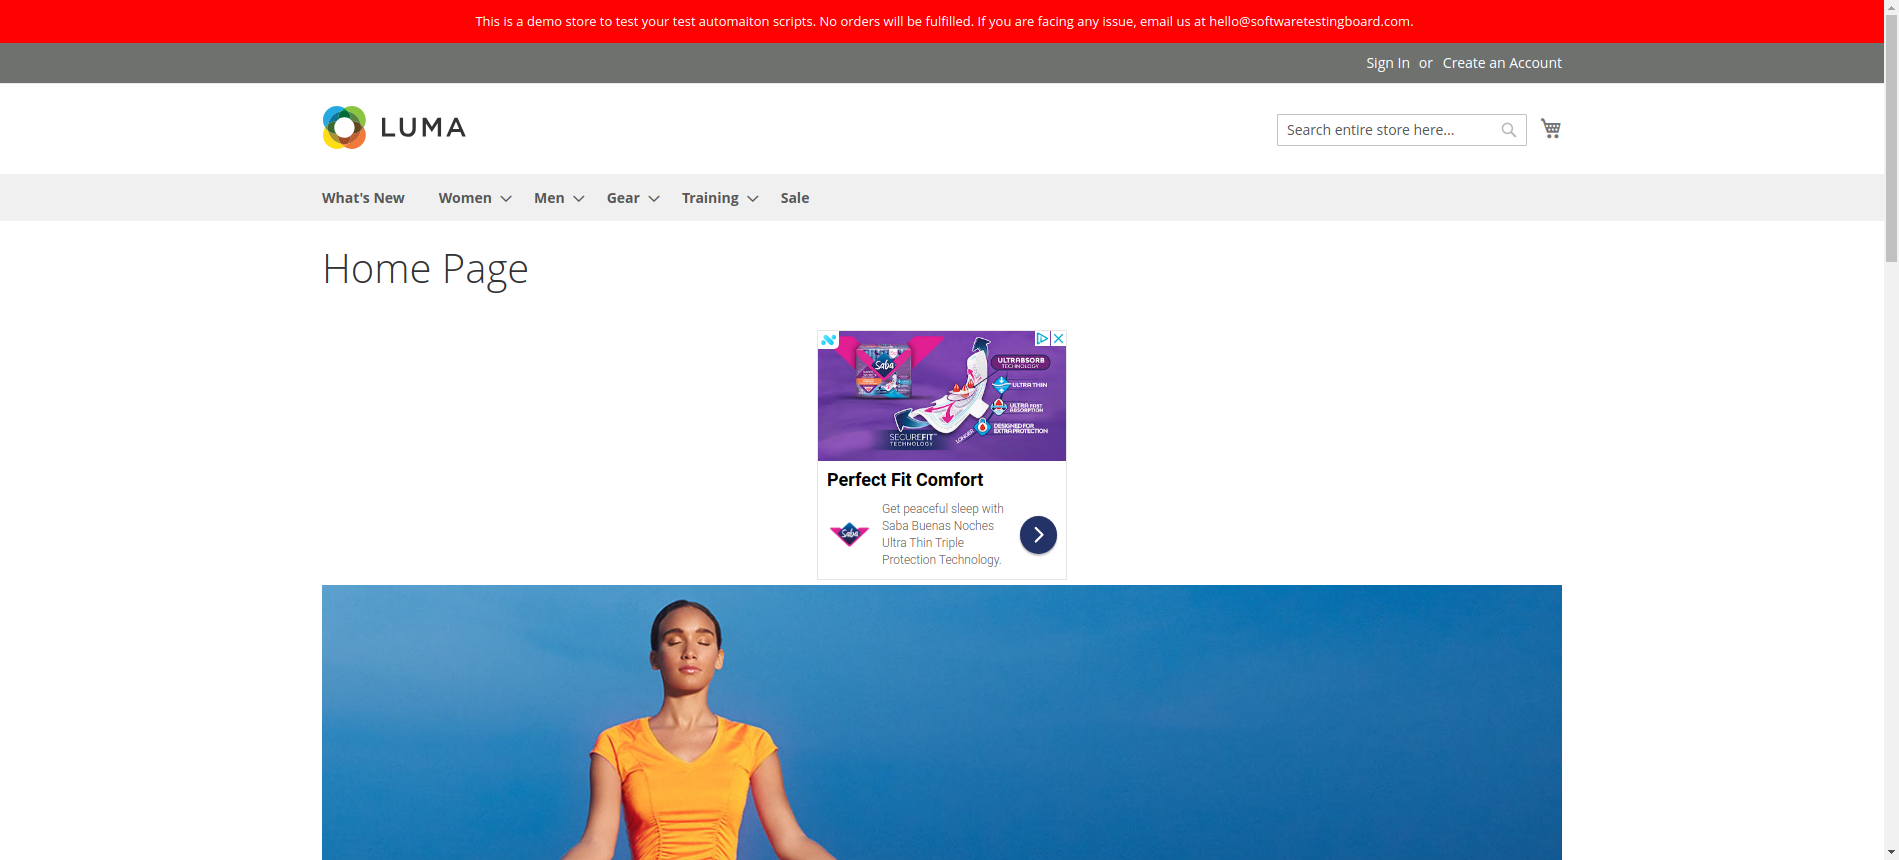 This is a demo store to test your test automaiton scripts. No orders will be fulfilled. If you are facing any issue, email us at hello@softwaretestingboard.com.
Sign In or Create an Account
LUMA
Search entire store here...
What's New Women Men Gear Training Sale
Home Page
Saba
ULTRABSORB
TECHNOLOGY
ULTRA THIN
ULTRA FAST
ABSORPTION
DESIGNED FOR
EXTRA PROTECTION
LONGER
SECUREFIT™
TECHNOLOGY
Perfect Fit Comfort
Saba
Get peaceful sleep with
Saba Buenas Noches
Ultra Thin Triple
Protection Technology.